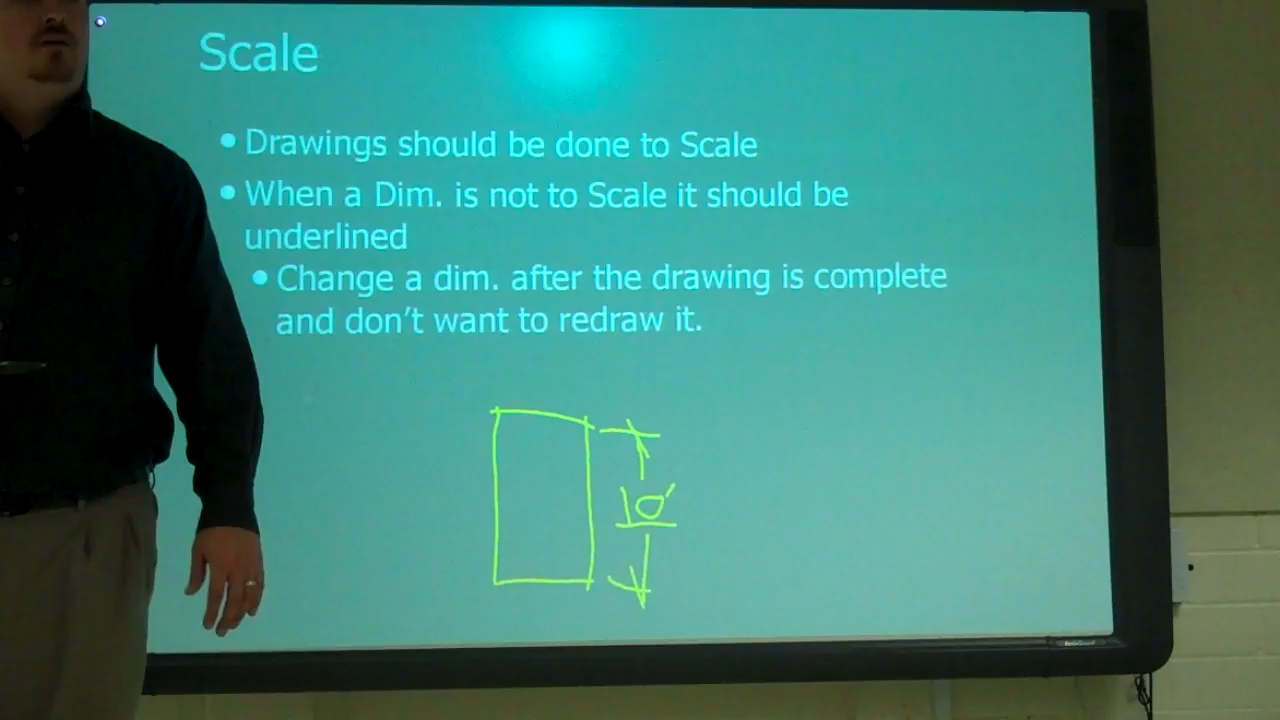 Scale
Drawings should be done to Scale
When a Dim. is not to Scale it should be
underlined
Change a dim. after the drawing is complete
and don't want to redraw it.
10'